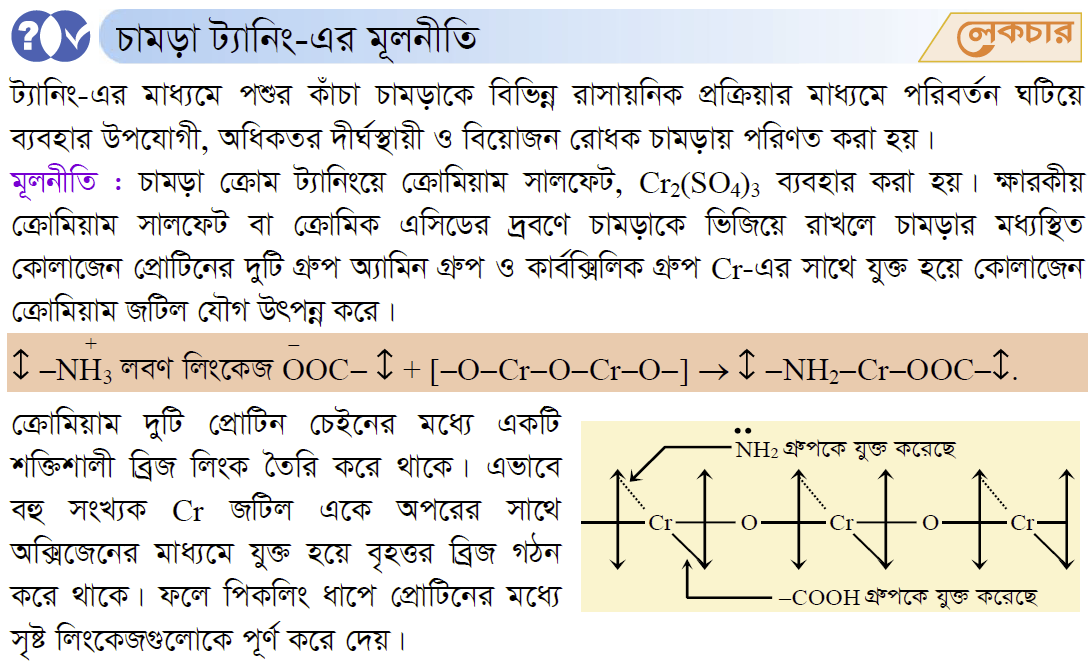 ?
চামড়া ট্যানিং-এর মূলনীতি
লেকচার
ট্যানিং-এর মাধ্যমে পশুর কাঁচা চামড়াকে বিভিন্ন রাসায়নিক প্রক্রিয়ার মাধ্যমে পরিবর্তন ঘটিয়ে
ব্যবহার উপযোগী, অধিকতর দীর্ঘস্থায়ী ও বিয়োজন রোধক চামড়ায় পরিণত করা হয়।
মূলনীতি : চামড়া ক্রোম ট্যানিংয়ে ক্রোমিয়াম সালফেট, Cr₂(SO₄)₃ ব্যবহার করা হয়। ক্ষারকীয়
ক্রোমিয়াম সালফেট বা ক্রোমিক এসিডের দ্রবণে চামড়াকে ভিজিয়ে রাখলে চামড়ার মধ্যস্থিত
কোলাজেন প্রোটিনের দুটি গ্রুপ অ্যামিন গ্রুপ ও কার্বক্সিলিক গ্রুপ Cr-এর সাথে যুক্ত হয়ে কোলাজেন
ক্রোমিয়াম জটিল যৌগ উৎপন্ন করে।
↕ –NH₃⁺ লবণ লিংকেজ ⁻OOC– ↕ + [–O–Cr–O–Cr–O–] → ↕ –NH₂–Cr–OOC–↕.
ক্রোমিয়াম দুটি প্রোটিন চেইনের মধ্যে একটি
শক্তিশালী ব্রিজ লিংক তৈরি করে থাকে। এভাবে
বহু সংখ্যক Cr জটিল একে অপরের সাথে
অক্সিজেনের মাধ্যমে যুক্ত হয়ে বৃহত্তর ব্রিজ গঠন
করে থাকে। ফলে পিকলিং ধাপে প্রোটিনের মধ্যে
সৃষ্ট লিংকেজগুলোকে পূর্ণ করে দেয়।
N̈H₂ গ্রুপকে যুক্ত করেছে
Cr O Cr O Cr
–COOH গ্রুপকে যুক্ত করেছে